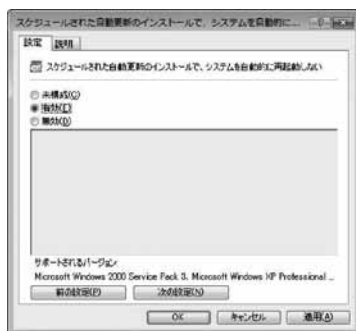 スケジュールされた自動更新のインストールで、システムを自動的に...
設定 説明
スケジュールされた自動更新のインストールで、システムを自動的に再起動しない
未構成(C)
有効(E)
無効(D)
サポートされるバージョン:
Microsoft Windows 2000 Service Pack 3, Microsoft Windows XP Professional ...
前の設定(P) 次の設定(N)
OK キャンセル 適用(A)